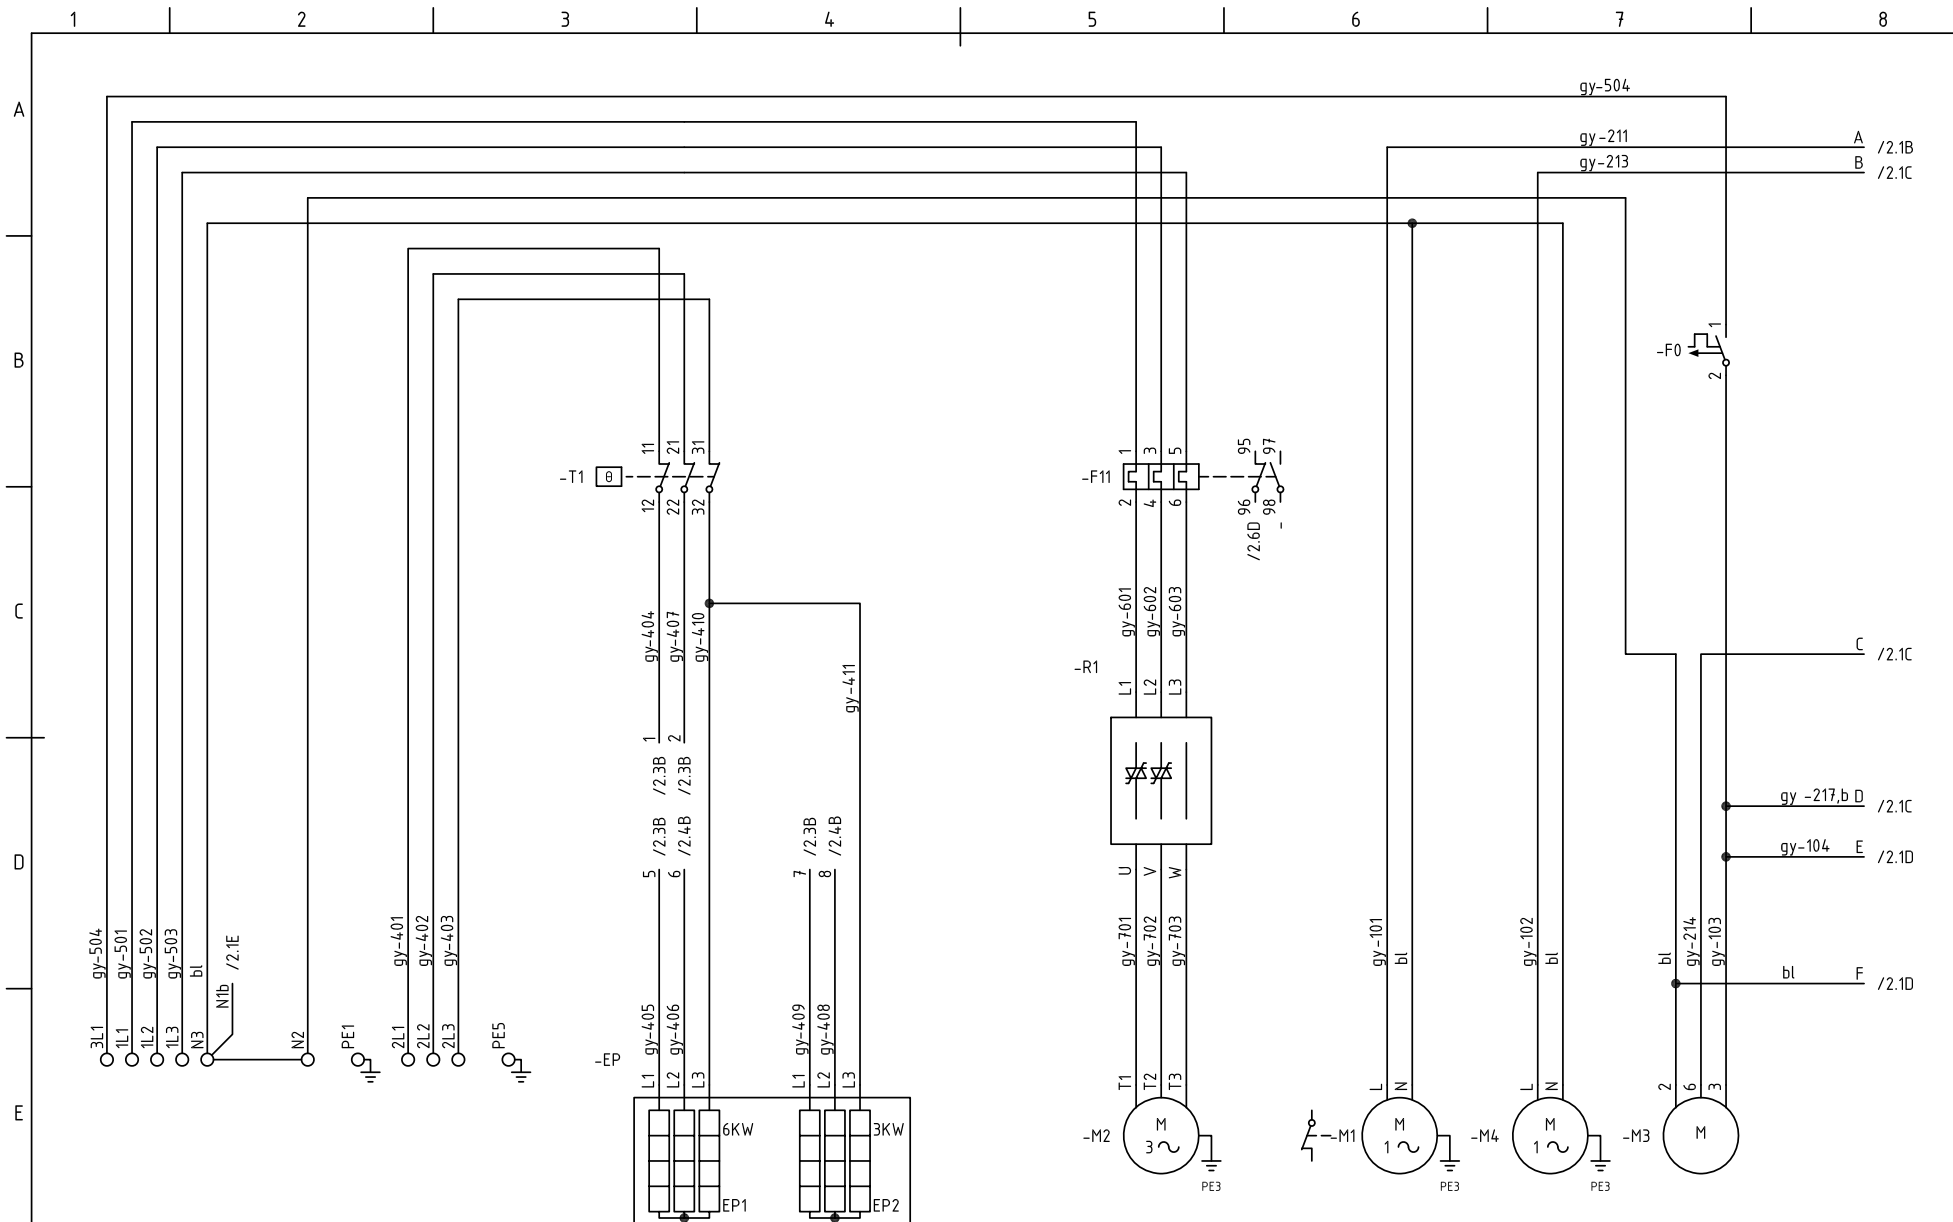 1 2 3 4 5 6 7 8
A
gy-504
gy-211 A /2.1B
gy-213 B /2.1C
B
-F0
1
2
-T1 θ
11 21 31
12 22 32
-F11
1 3 5
2 4 6
95 97
96 98
/2.6D -
C
gy-404 gy-407 gy-410
gy-411
gy-601 gy-602 gy-603
-R1
L1 L2 L3
C /2.1C
1 2
/2.3B /2.3B
/2.3B /2.4B
/2.3B /2.4B
gy -217,b D /2.1C
D
gy-104 E /2.1D
5 6
7 8
U V W
gy-504 gy-501 gy-502 gy-503 bl /2.1E
gy-401 gy-402 gy-403
gy-701 gy-702 gy-703
gy-101 bl
gy-102 bl
bl gy-214 gy-103
bl F /2.1D
N1b
3L1 1L1 1L2 1L3 N3 N2 PE1 2L1 2L2 2L3 PE5
-EP
gy-405 gy-406
gy-409 gy-408
L1 L2 L3
L1 L2 L3
T1 T2 T3
L N
L N
2 6 3
E
6KW
3KW
-M2 M 3
-M1 M 1
-M4 M 1
-M3 M
PE3
PE3
PE3
EP1
EP2